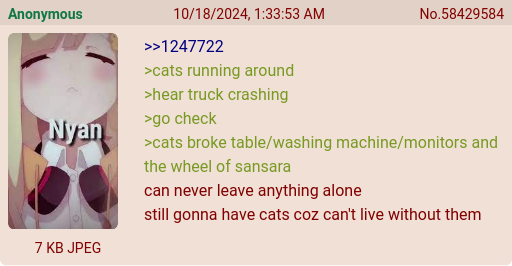 Anonymous 10/18/2024, 1:33:53 AM No.58429584
>>1247722
>cats running around
>hear truck crashing
>go check
>cats broke table/washing machine/monitors and
the wheel of sansara
can never leave anything alone
still gonna have cats coz can't live without them
Nyan
7 KB JPEG